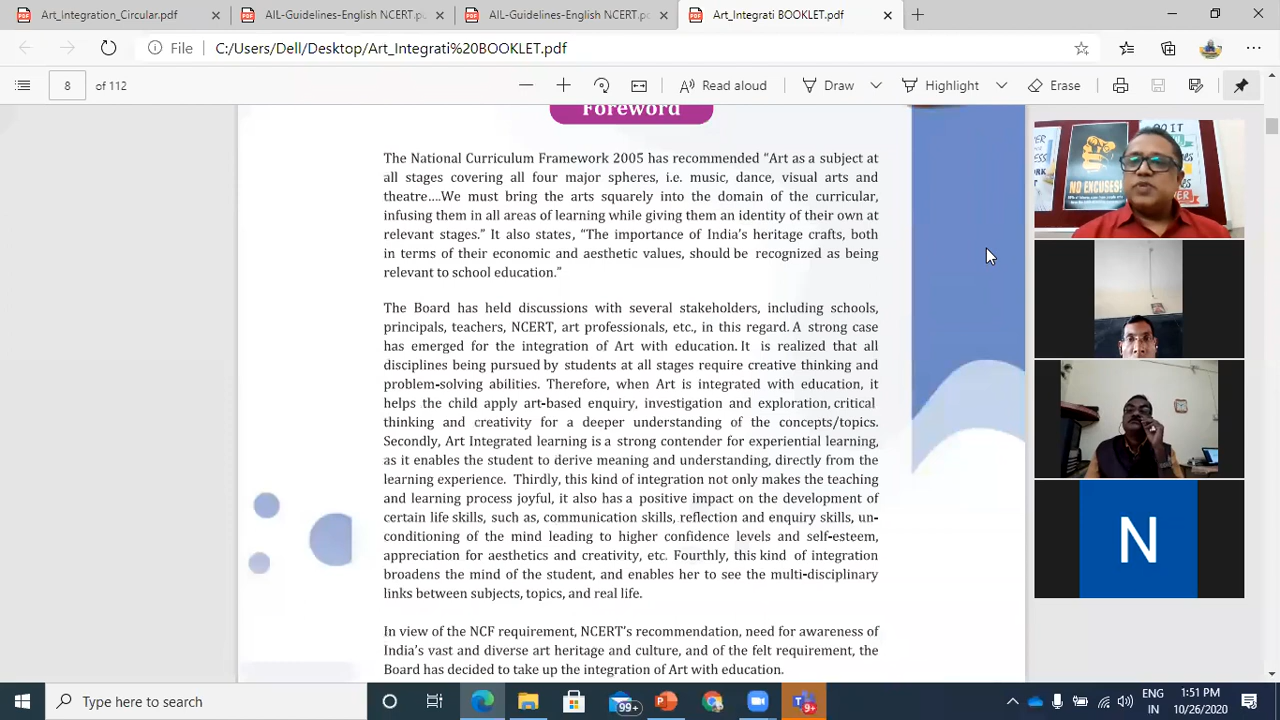 Art_Integration_Circular.pdf
AIL-Guidelines-English NCERT.pdf
AIL-Guidelines-English NCERT.pdf
Art_Integrati BOOKLET.pdf
File
C:/Users/Dell/Desktop/Art_Integrati%20BOOKLET.pdf
8 of 112
Read aloud
Draw
Highlight
Erase
Foreword
The National Curriculum Framework 2005 has recommended “Art as a subject at
all stages covering all four major spheres, i.e. music, dance, visual arts and
theatre….We must bring the arts squarely into the domain of the curricular,
infusing them in all areas of learning while giving them an identity of their own at
relevant stages.” It also states, “The importance of India’s heritage crafts, both
in terms of their economic and aesthetic values, should be recognized as being
relevant to school education.”
The Board has held discussions with several stakeholders, including schools,
principals, teachers, NCERT, art professionals, etc., in this regard. A strong case
has emerged for the integration of Art with education. It is realized that all
disciplines being pursued by students at all stages require creative thinking and
problem-solving abilities. Therefore, when Art is integrated with education, it
helps the child apply art-based enquiry, investigation and exploration, critical
thinking and creativity for a deeper understanding of the concepts/topics.
Secondly, Art Integrated learning is a strong contender for experiential learning,
as it enables the student to derive meaning and understanding, directly from the
learning experience. Thirdly, this kind of integration not only makes the teaching
and learning process joyful, it also has a positive impact on the development of
certain life skills, such as, communication skills, reflection and enquiry skills, un-
conditioning of the mind leading to higher confidence levels and self-esteem,
appreciation for aesthetics and creativity, etc. Fourthly, this kind of integration
broadens the mind of the student, and enables her to see the multi-disciplinary
links between subjects, topics, and real life.
In view of the NCF requirement, NCERT’s recommendation, need for awareness of
India’s vast and diverse art heritage and culture, and of the felt requirement, the
Board has decided to take up the integration of Art with education.
NO EXCUSES!
DO IT
N
Type here to search
99+
9+
ENG
IN
1:51 PM
10/26/2020